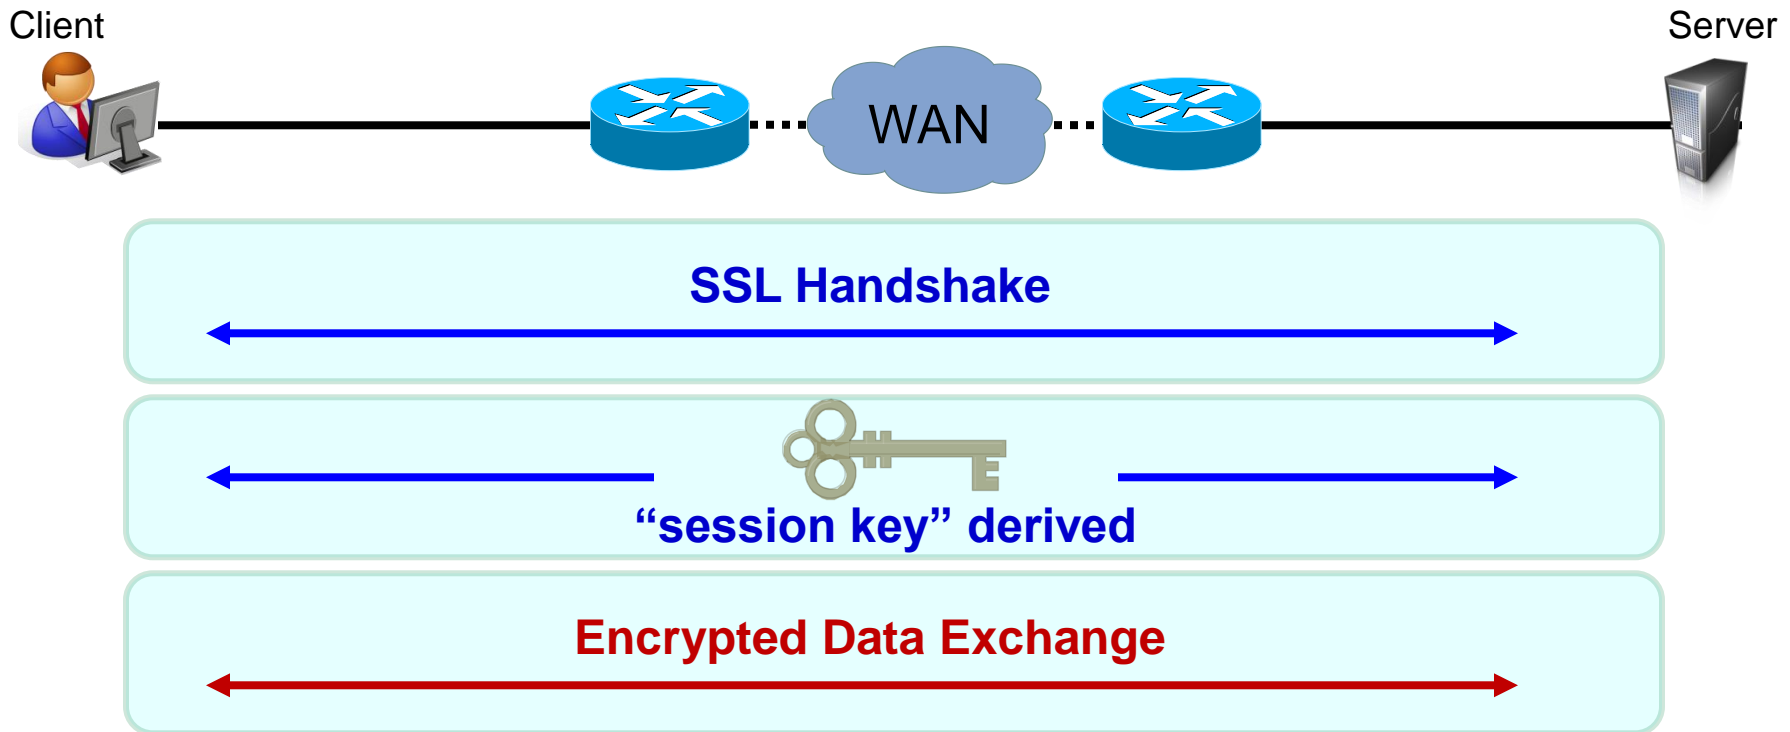 Client
Server
WAN
SSL Handshake
“session key” derived
Encrypted Data Exchange